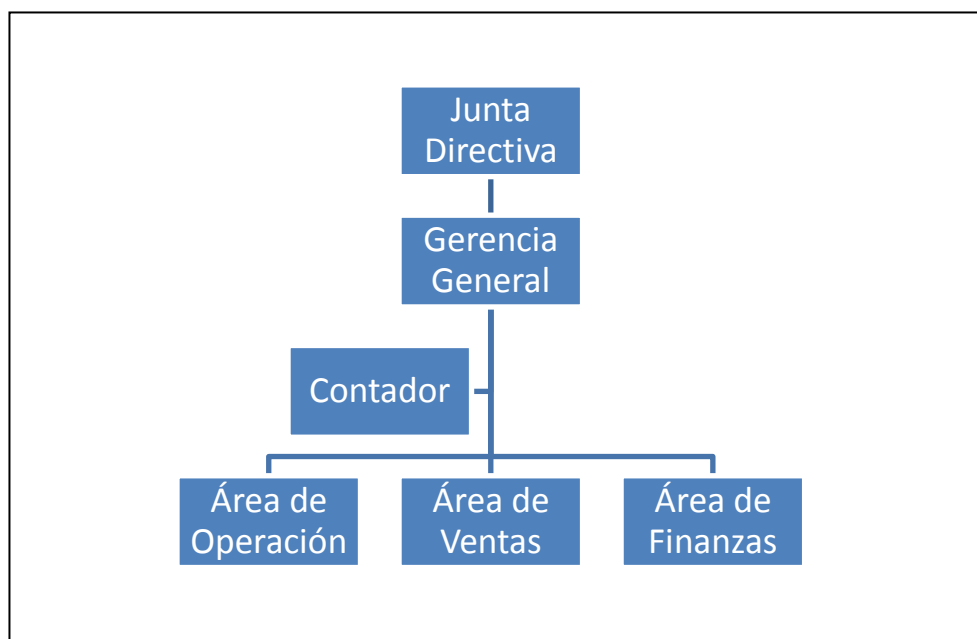 Junta
Directiva
Gerencia
General
Contador
Área de
Operación
Área de
Ventas
Área de
Finanzas